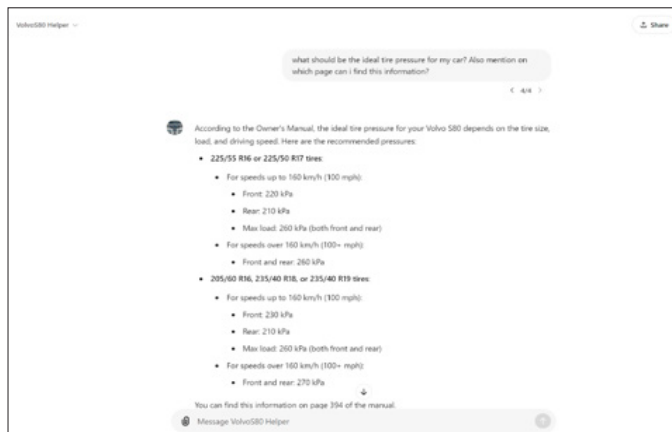 VolvoS80 Helper
Share
what should be the ideal tire pressure for my car? Also mention on
which page can i find this information?
4/4
According to the Owner's Manual, the ideal tire pressure for your Volvo S80 depends on the tire size,
load, and driving speed. Here are the recommended pressures:
• 225/55 R16 or 225/50 R17 tires:
• For speeds up to 160 km/h (100 mph):
• Front: 220 kPa
• Rear: 210 kPa
• Max load: 260 kPa (both front and rear)
• For speeds over 160 km/h (100+ mph):
• Front and rear: 260 kPa
• 205/60 R16, 235/40 R18, or 235/40 R19 tires:
• For speeds up to 160 km/h (100 mph):
• Front: 230 kPa
• Rear: 210 kPa
• Max load: 260 kPa (both front and rear)
• For speeds over 160 km/h (100+ mph):
• Front and rear: 270 kPa
You can find this information on page 394 of the manual.
Message VolvoS80 Helper